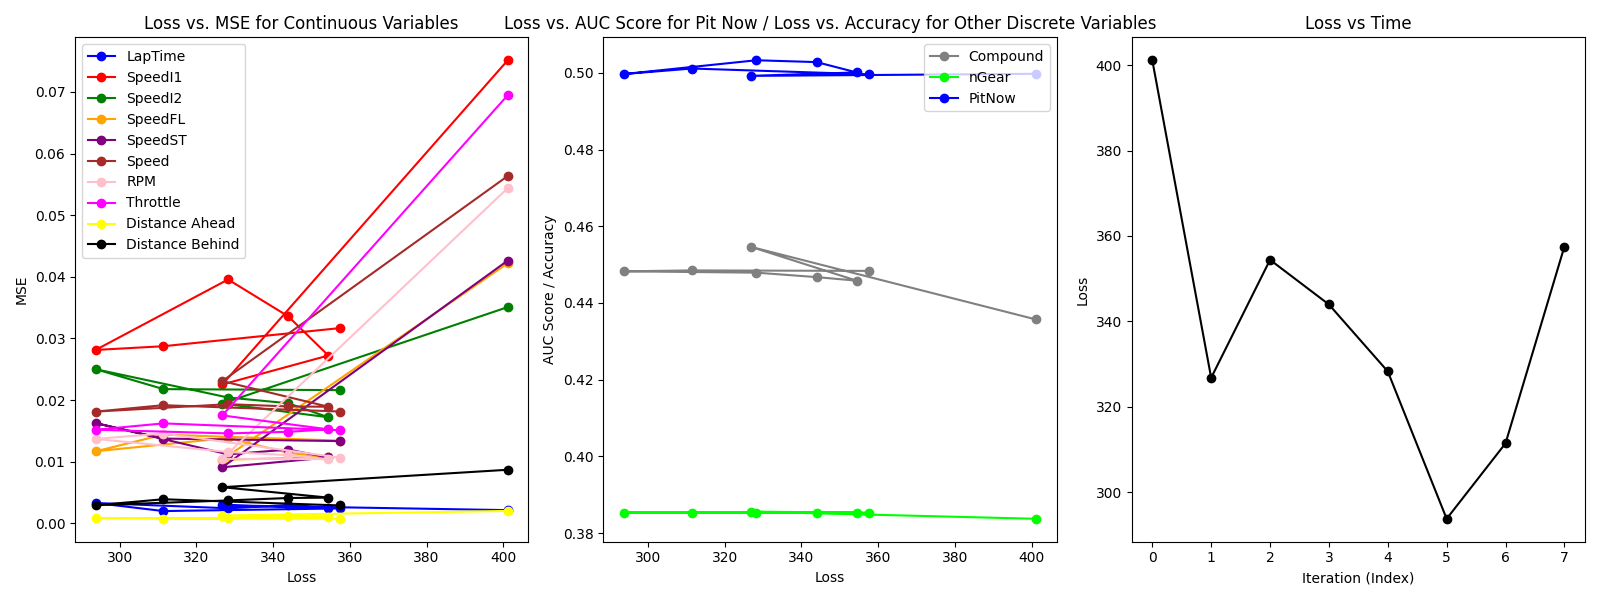 Loss vs. MSE for Continuous Variables
LapTime
SpeedI1
SpeedI2
SpeedFL
SpeedST
Speed
RPM
Throttle
Distance Ahead
Distance Behind
0.07
0.06
0.05
0.04
0.03
0.02
0.01
0.00
MSE
300 320 340 360 380 400
Loss
Loss vs. AUC Score for Pit Now / Loss vs. Accuracy for Other Discrete Variables
Compound
nGear
PitNow
0.50
0.48
0.46
0.44
0.42
0.40
0.38
AUC Score / Accuracy
300 320 340 360 380 400
Loss
Loss vs Time
400
380
360
340
320
300
Loss
0 1 2 3 4 5 6 7
Iteration (Index)